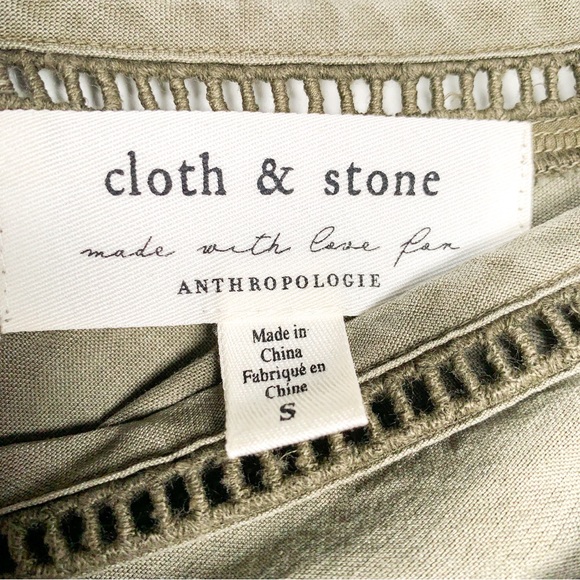 cloth & stone
made with love for
ANTHROPOLOGIE
Made in
China
Fabriqué en
Chine
S